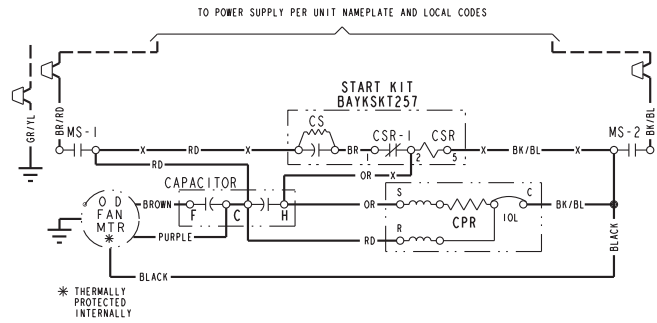 TO POWER SUPPLY PER UNIT NAMEPLATE AND LOCAL CODES
START KIT
BAYKSKT257
GR/YL
BR/RD
BK/BL
MS-1
CS
CSR-1
CSR
MS-2
X
RD
X
BR
1
2
5
X
BK/BL
X
RD
OR
X
CAPACITOR
O D
FAN
MTR
*
BROWN
F
C
H
OR
S
CPR
IOL
C
BK/BL
PURPLE
RD
R
BLACK
BLACK
* THERMALLY
PROTECTED
INTERNALLY